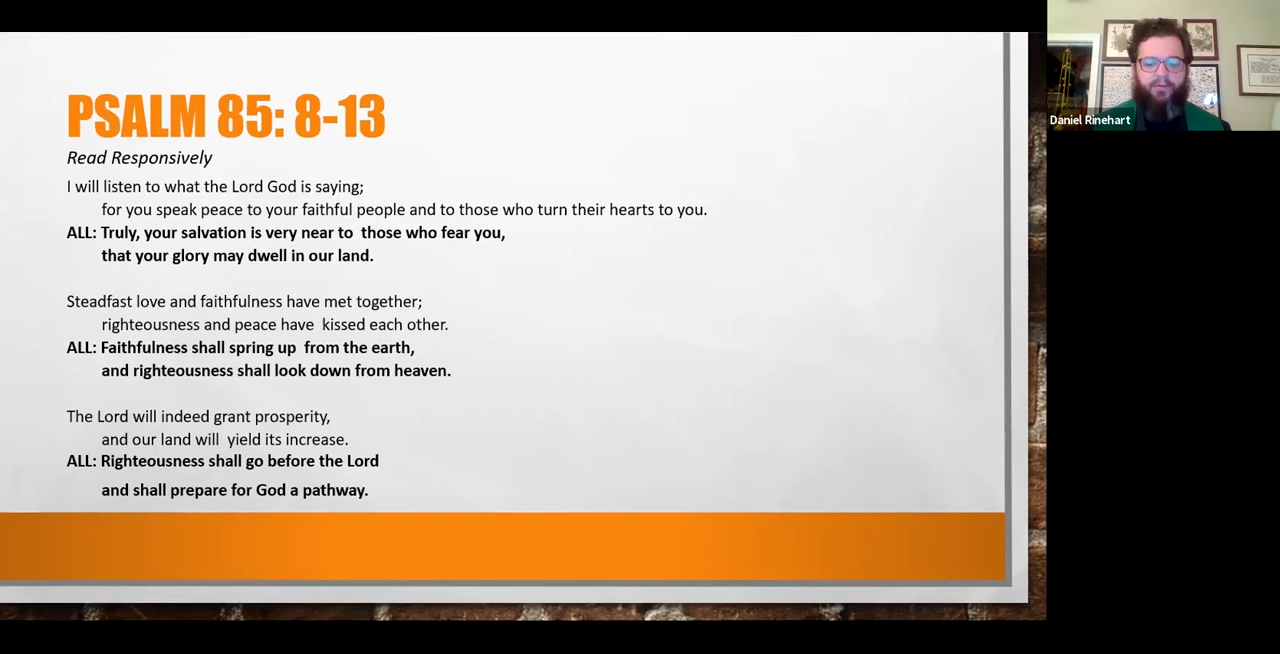 PSALM 85: 8-13
Read Responsively
I will listen to what the Lord God is saying;
for you speak peace to your faithful people and to those who turn their hearts to you.
ALL: Truly, your salvation is very near to those who fear you,
that your glory may dwell in our land.
Steadfast love and faithfulness have met together;
righteousness and peace have kissed each other.
ALL: Faithfulness shall spring up from the earth,
and righteousness shall look down from heaven.
The Lord will indeed grant prosperity,
and our land will yield its increase.
ALL: Righteousness shall go before the Lord
and shall prepare for God a pathway.
Daniel Rinehart